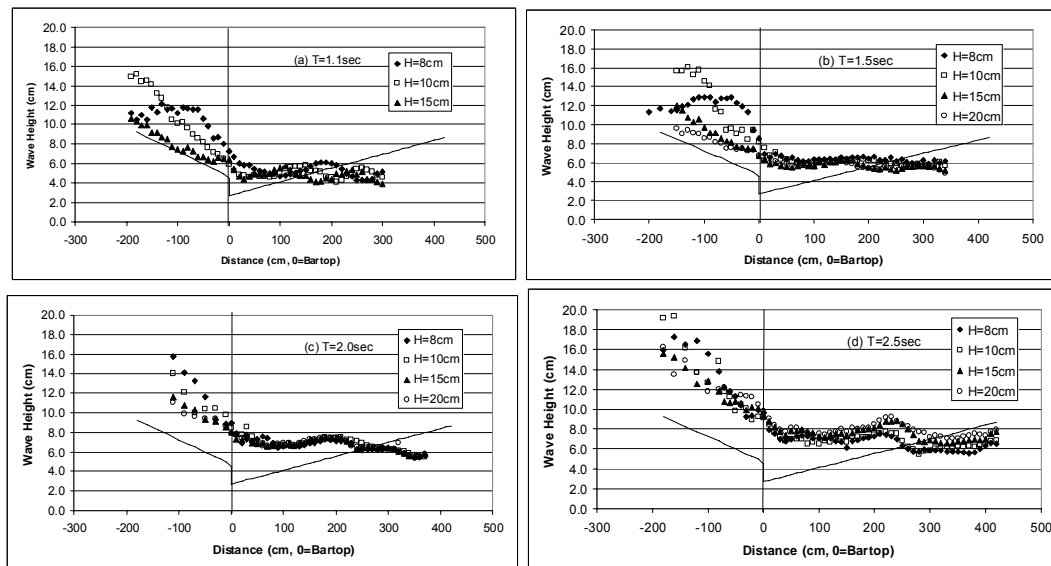 (a) T=1.1sec
H=8cm
H=10cm
H=15cm
20.0
18.0
16.0
14.0
12.0
10.0
8.0
6.0
4.0
2.0
0.0
Wave Height (cm)
-300 -200 -100 0 100 200 300 400 500
Distance (cm, 0=Bartop)
(b) T=1.5sec
H=8cm
H=10cm
H=15cm
H=20cm
20.0
18.0
16.0
14.0
12.0
10.0
8.0
6.0
4.0
2.0
0.0
Wave Height (cm)
-300 -200 -100 0 100 200 300 400 500
Distance (cm, 0=Bartop)
(c) T=2.0sec
H=8cm
H=10cm
H=15cm
H=20cm
20.0
18.0
16.0
14.0
12.0
10.0
8.0
6.0
4.0
2.0
0.0
Wave Height (cm)
-300 -200 -100 0 100 200 300 400 500
Distance (cm, 0=Bartop)
(d) T=2.5sec
H=8cm
H=10cm
H=15cm
H=20cm
20.0
18.0
16.0
14.0
12.0
10.0
8.0
6.0
4.0
2.0
0.0
Wave Height (cm)
-300 -200 -100 0 100 200 300 400 500
Distance (cm, 0=Bartop)